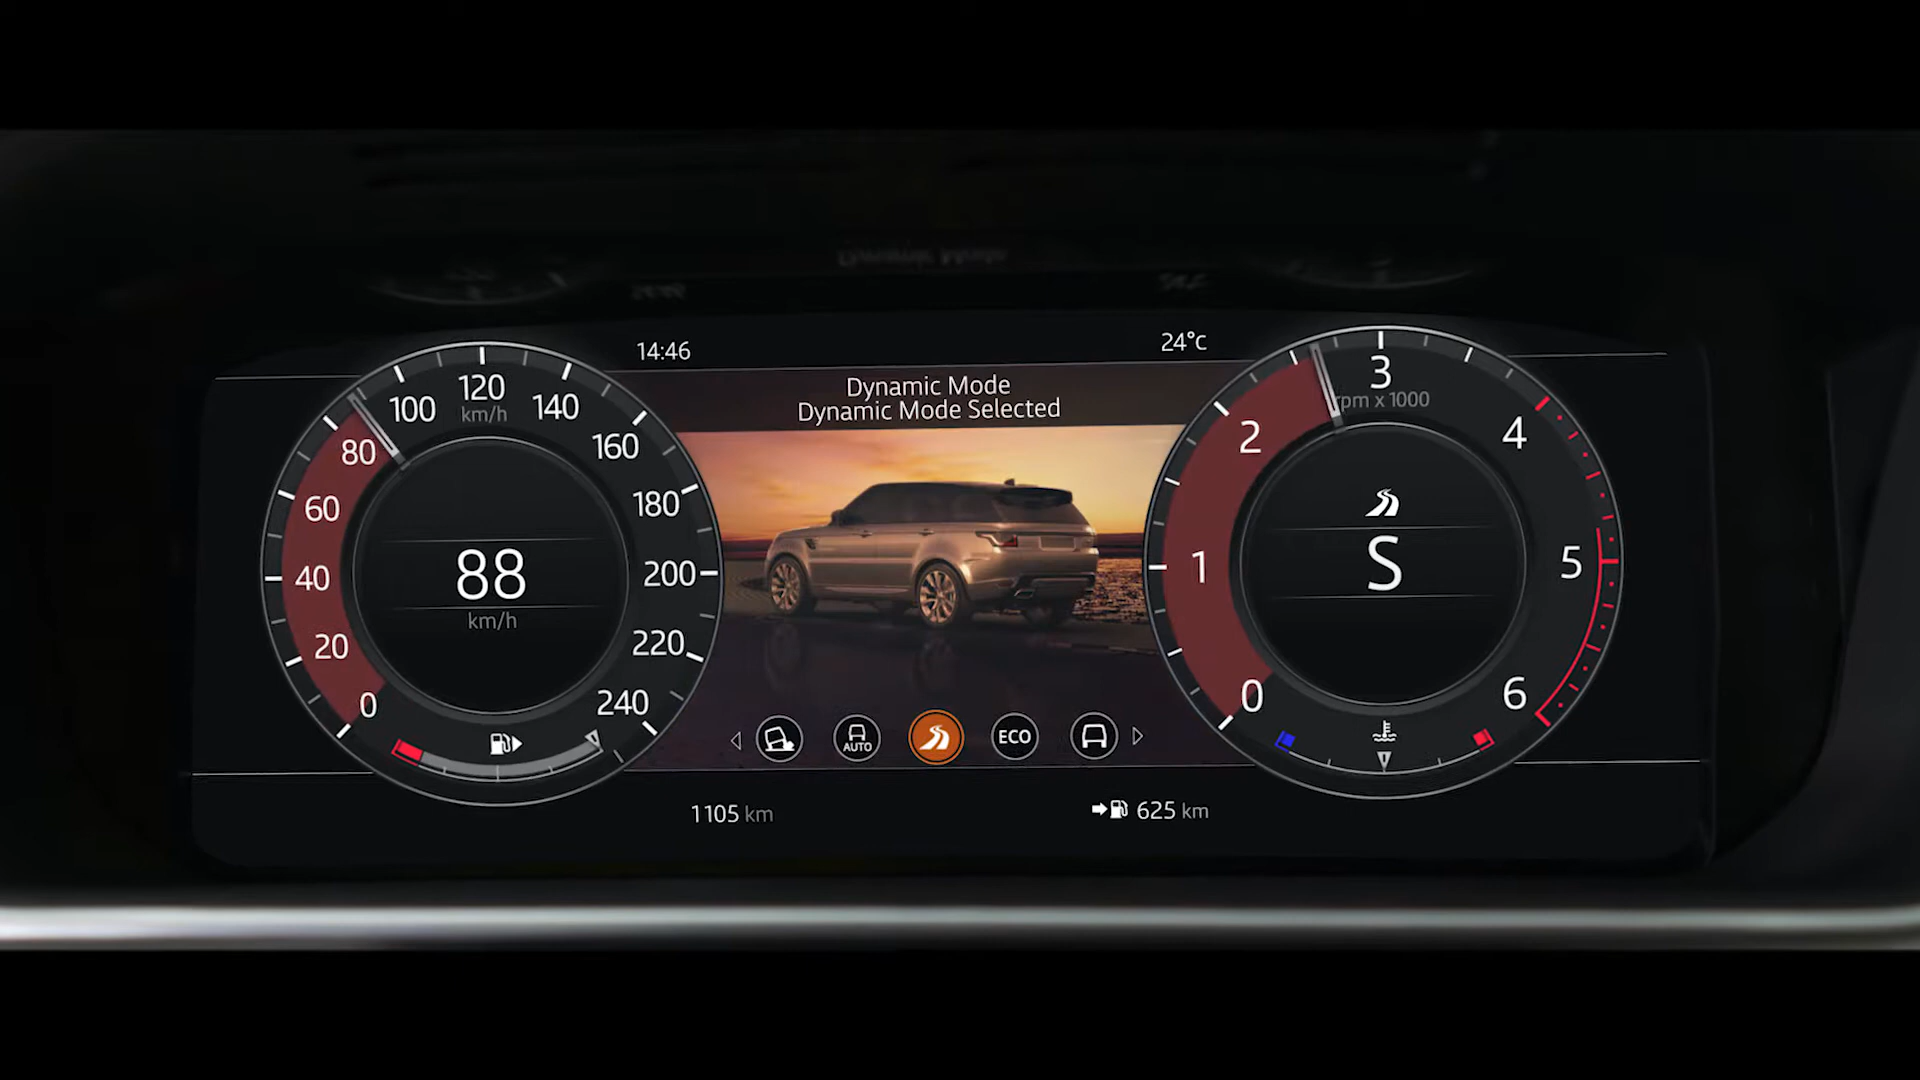 14:46
24°C
Dynamic Mode
Dynamic Mode Selected
0
20
40
60
80
100
120
km/h
140
160
180
200
220
240
88
km/h
0
1
2
3
rpm x 1000
4
5
6
S
AUTO
ECO
1105 km
625 km